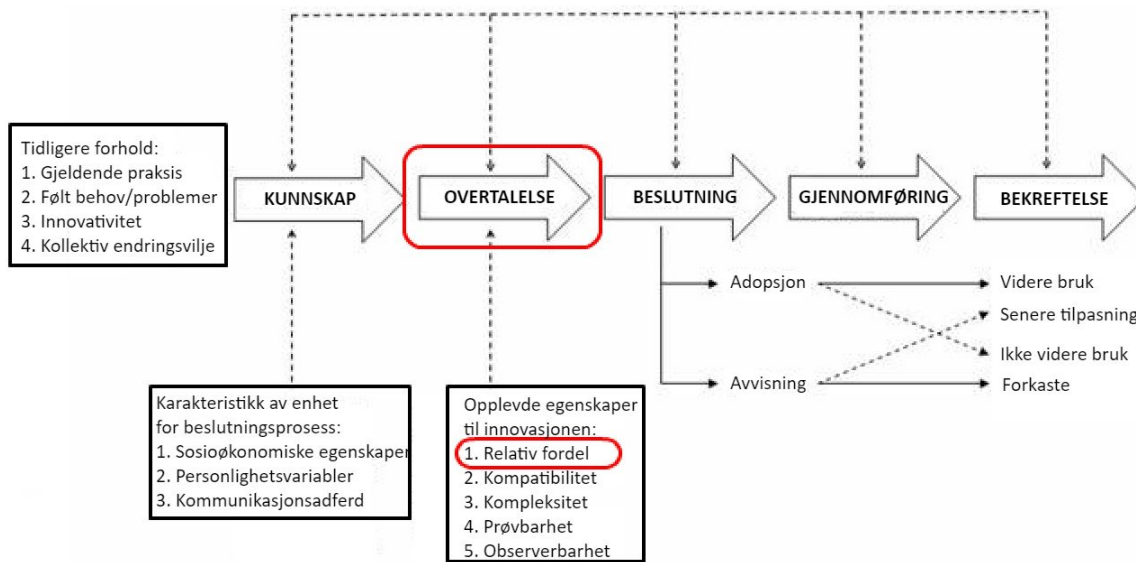 Tidligere forhold:
1. Gjeldende praksis
2. Følt behov/problemer
3. Innovativitet
4. Kollektiv endringsvilje
KUNNSKAP
OVERTALELSE
BESLUTNING
GJENNOMFØRING
BEKREFTELSE
Adopsjon
Videre bruk
Senere tilpasning
Ikke videre bruk
Avvisning
Forkaste
Karakteristikk av enhet
for beslutningsprosess:
1. Sosioøkonomiske egenskaper
2. Personlighetsvariabler
3. Kommunikasjonsadferd
Opplevde egenskaper
til innovasjonen:
1. Relativ fordel
2. Kompatibilitet
3. Kompleksitet
4. Prøvbarhet
5. Observerbarhet